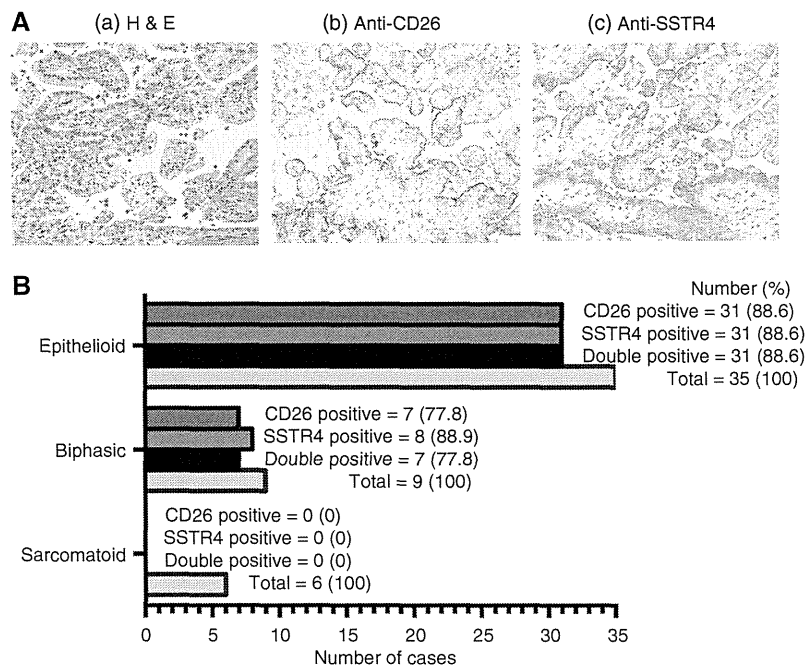 A
(a) H & E
(b) Anti-CD26
(c) Anti-SSTR4
B
Number (%)
Epithelioid
CD26 positive = 31 (88.6)
SSTR4 positive = 31 (88.6)
Double positive = 31 (88.6)
Total = 35 (100)
Biphasic
CD26 positive = 7 (77.8)
SSTR4 positive = 8 (88.9)
Double positive = 7 (77.8)
Total = 9 (100)
Sarcomatoid
CD26 positive = 0 (0)
SSTR4 positive = 0 (0)
Double positive = 0 (0)
Total = 6 (100)
0 5 10 15 20 25 30 35
Number of cases